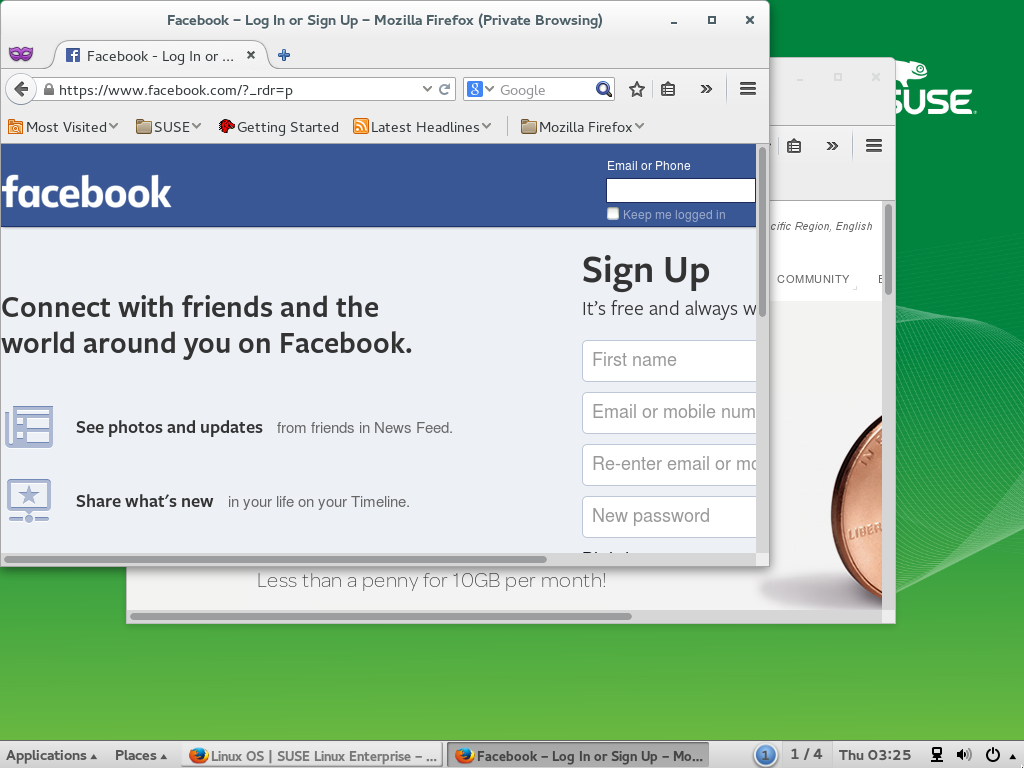 Facebook – Log In or Sign Up – Mozilla Firefox (Private Browsing)
Facebook - Log In or ...
https://www.facebook.com/?_rdr=p
Google
Most Visited
SUSE
Getting Started
Latest Headlines
Mozilla Firefox
SUSE
facebook
Email or Phone
Keep me logged in
cific Region, English
COMMUNITY
Connect with friends and the
world around you on Facebook.
Sign Up
It's free and always w
First name
Email or mobile num
Re-enter email or mo
New password
See photos and updates from friends in News Feed.
Share what's new in your life on your Timeline.
Less than a penny for 10GB per month!
Applications
Places
Linux OS | SUSE Linux Enterprise – ...
Facebook – Log In or Sign Up – Mo...
1
1 / 4
Thu 03:25